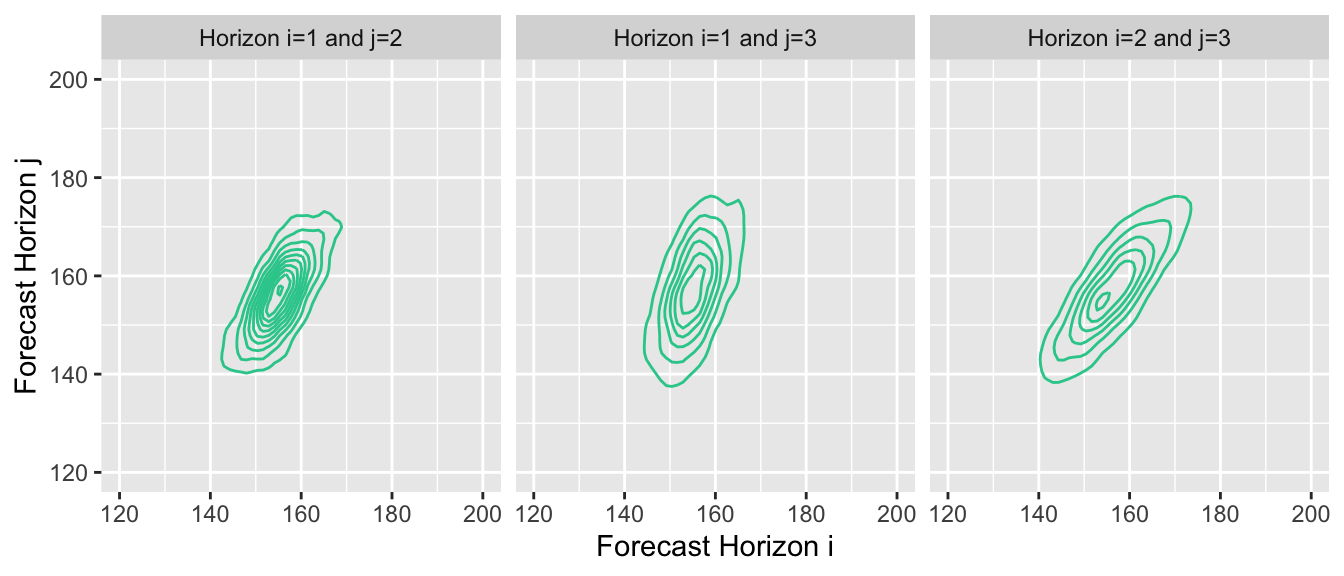 Horizon i=1 and j=2
Horizon i=1 and j=3
Horizon i=2 and j=3
Forecast Horizon j
200
180
160
140
120
120 140 160 180 200
120 140 160 180 200
120 140 160 180 200
Forecast Horizon i